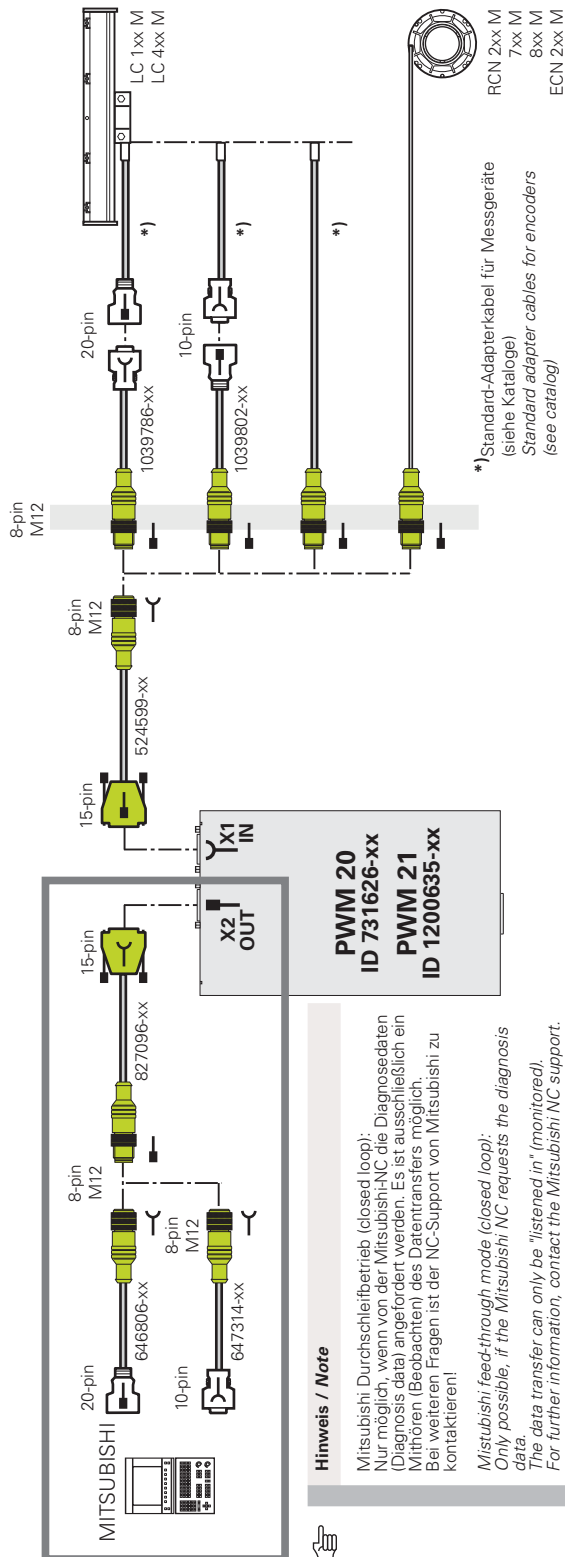 MITSUBISHI
20-pin
646806-xx
10-pin
647314-xx
8-pin
M12
8-pin
M12
827096-xx
15-pin
X2
OUT
X1
IN
15-pin
524599-xx
8-pin
M12
8-pin
M12
1039786-xx
20-pin
*)
LC 1xx M
LC 4xx M
1039802-xx
10-pin
*)
*)
RCN 2xx M
7xx M
8xx M
ECN 2xx M
PWM 20
ID 731626-xx
PWM 21
ID 1200635-xx
*) Standard-Adapterkabel für Messgeräte
(siehe Kataloge)
Standard adapter cables for encoders
(see catalog)
Hinweis / Note
Mitsubishi Durchschleifbetrieb (closed loop):
Nur möglich, wenn von der Mitsubishi-NC die Diagnosedaten
(Diagnosis data) angefordert werden. Es ist ausschließlich ein
Mithören (Beobachten) des Datentransfers möglich.
Bei weiteren Fragen ist der NC-Support von Mitsubishi zu
kontaktieren!
Mistubishi feed-through mode (closed loop):
Only possible, if the Mitsubishi NC requests the diagnosis
data.
The data transfer can only be "listened in" (monitored).
For further information, contact the Mitsubishi NC support.